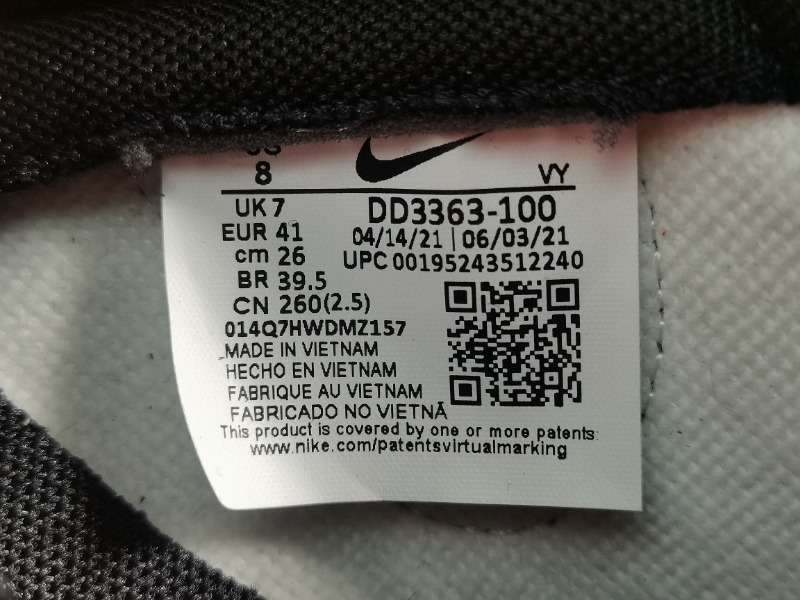 8
VY
UK 7
DD3363-100
EUR 41
04/14/21 | 06/03/21
cm 26
UPC 00195243512240
BR 39.5
CN 260(2.5)
014Q7HWDMZ157
MADE IN VIETNAM
HECHO EN VIETNAM
FABRIQUE AU VIETNAM
FABRICADO NO VIETNÃ
This product is covered by one or more patents:
www.nike.com/patentsvirtualmarking